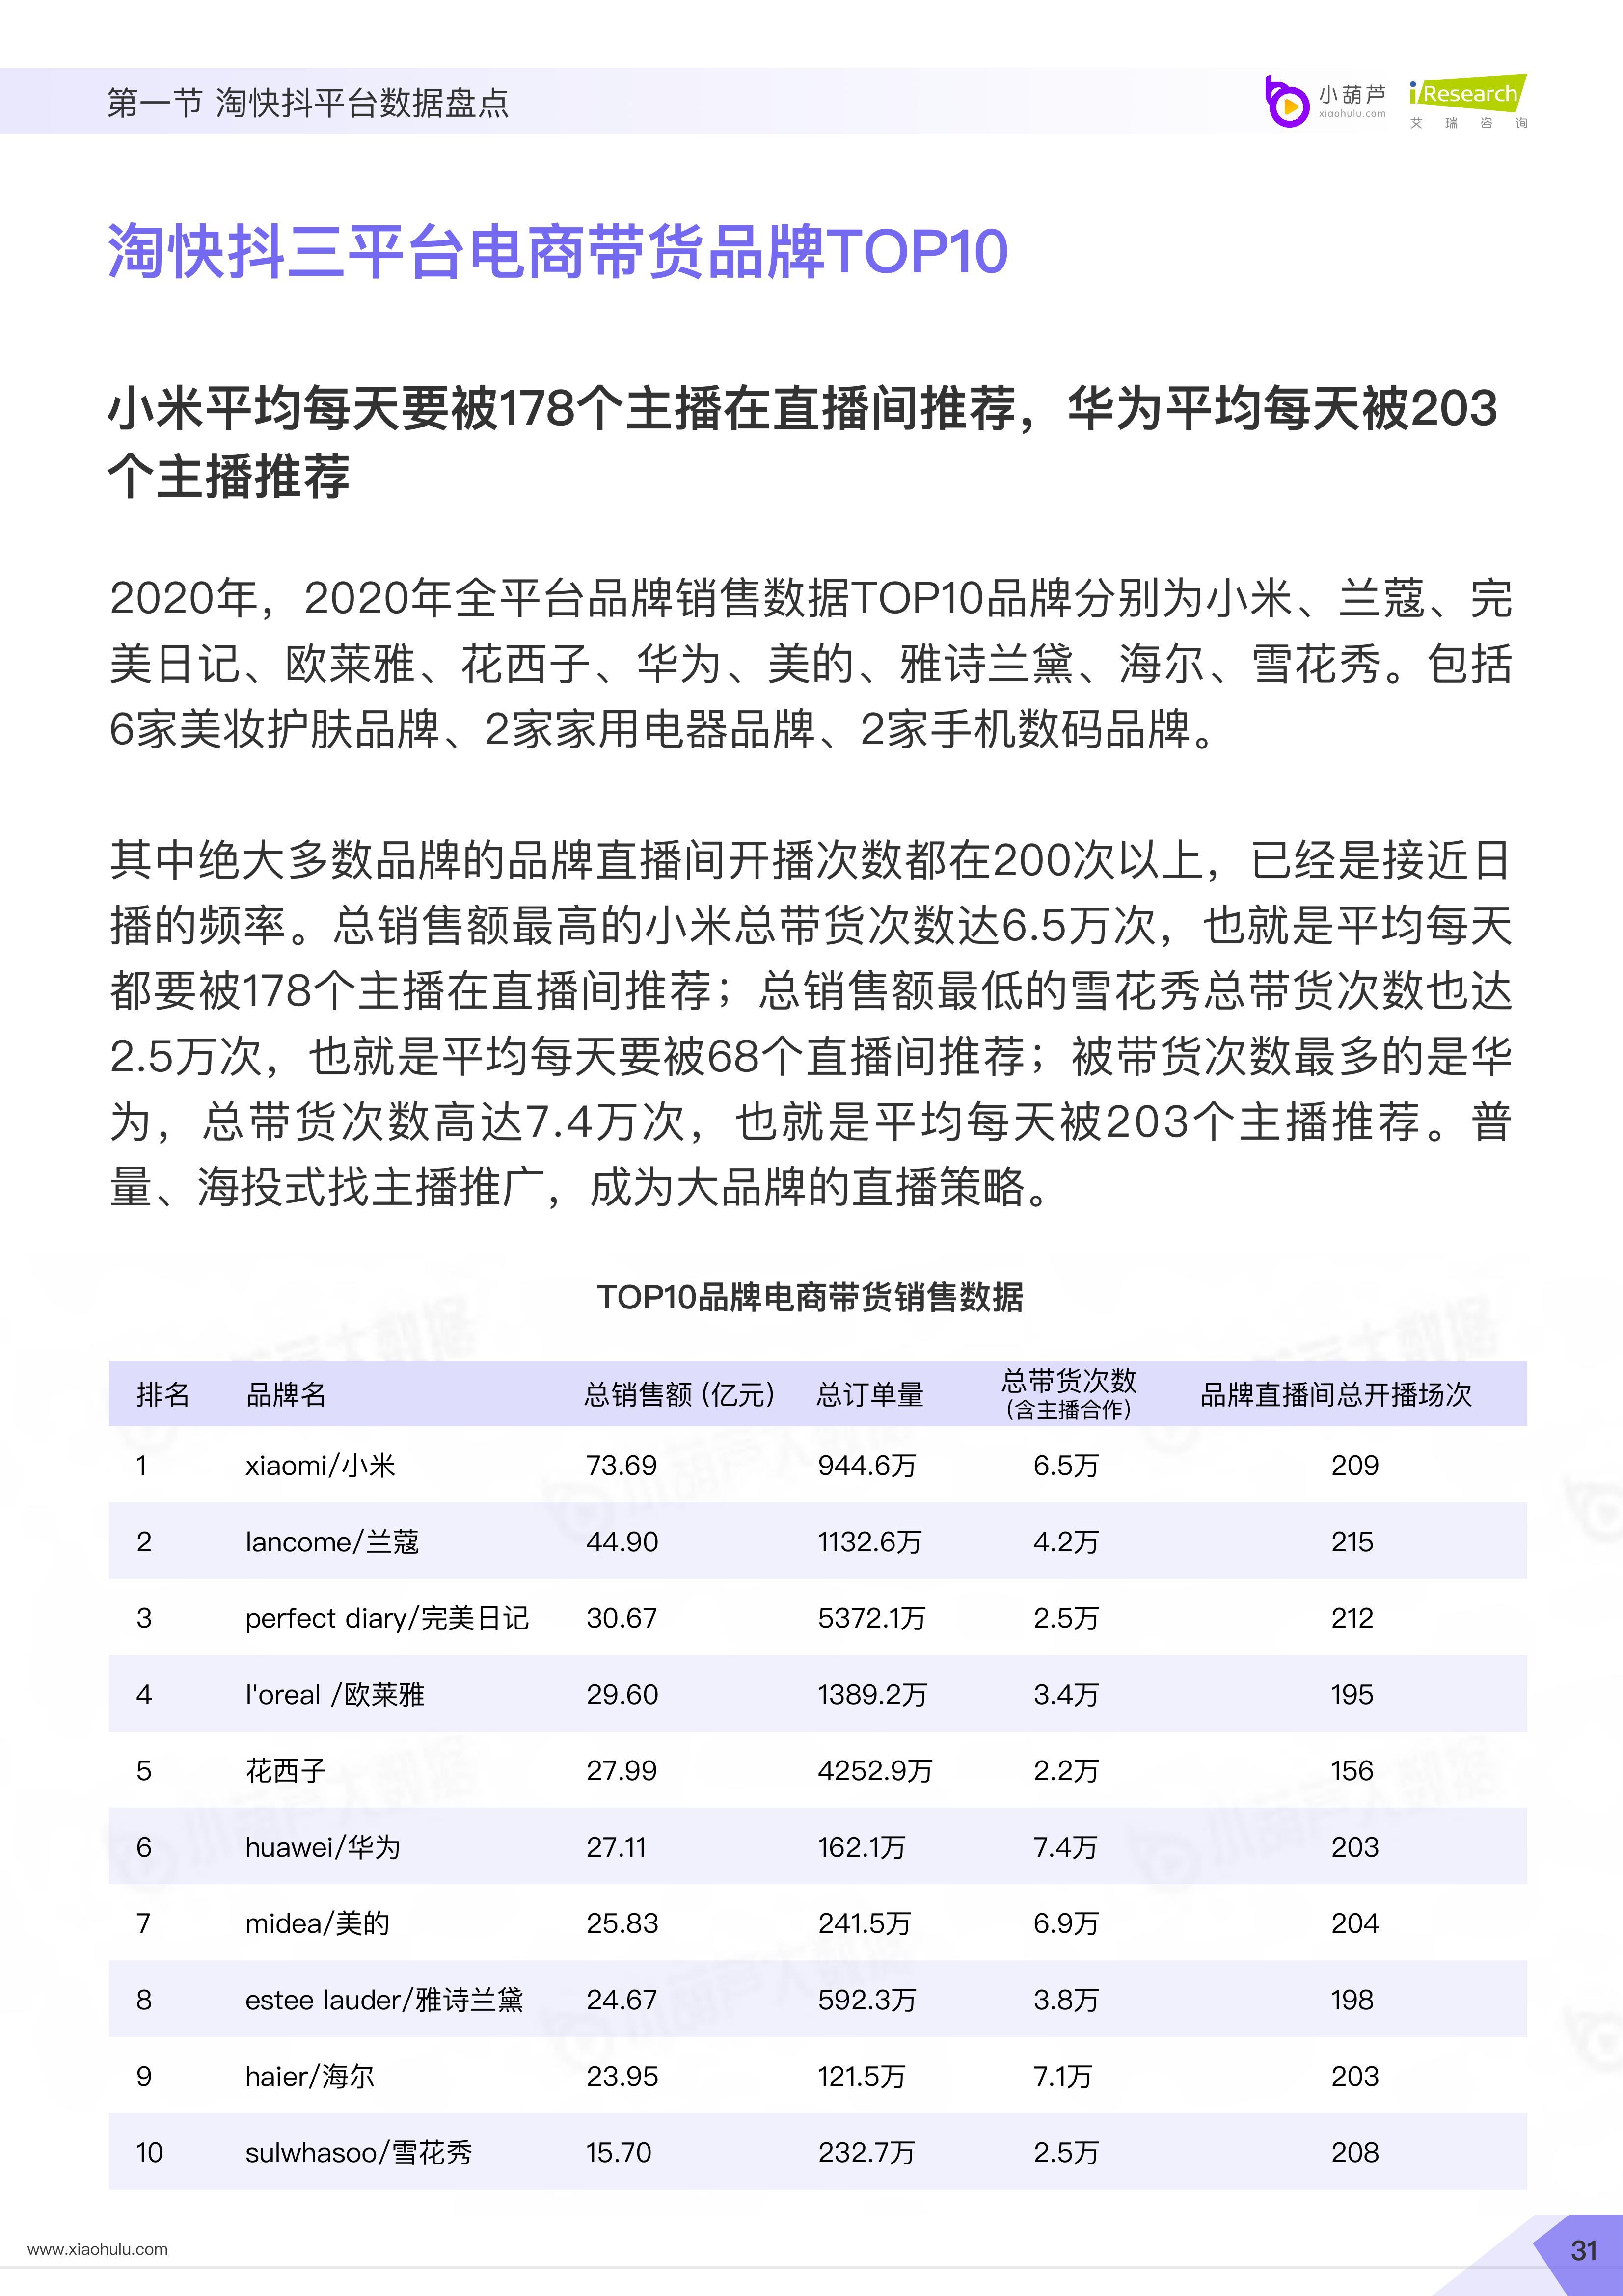 第一节 淘快抖平台数据盘点
小葫芦
xiaohulu.com
iResearch
艾瑞咨询
淘快抖三平台电商带货品牌TOP10
小米平均每天要被178个主播在直播间推荐，华为平均每天被203
个主播推荐
2020年，2020年全平台品牌销售数据TOP10品牌分别为小米、兰蔻、完
美日记、欧莱雅、花西子、华为、美的、雅诗兰黛、海尔、雪花秀。包括
6家美妆护肤品牌、2家家用电器品牌、2家手机数码品牌。
其中绝大多数品牌的品牌直播间开播次数都在200次以上，已经是接近日
播的频率。总销售额最高的小米总带货次数达6.5万次，也就是平均每天
都要被178个主播在直播间推荐；总销售额最低的雪花秀总带货次数也达
2.5万次，也就是平均每天要被68个直播间推荐；被带货次数最多的是华
为，总带货次数高达7.4万次，也就是平均每天被203个主播推荐。普
量、海投式找主播推广，成为大品牌的直播策略。
TOP10品牌电商带货销售数据
排名 品牌名 总销售额 (亿元) 总订单量 总带货次数 (含主播合作) 品牌直播间总开播场次
1 xiaomi/小米 73.69 944.6万 6.5万 209
2 lancome/兰蔻 44.90 1132.6万 4.2万 215
3 perfect diary/完美日记 30.67 5372.1万 2.5万 212
4 l'oreal /欧莱雅 29.60 1389.2万 3.4万 195
5 花西子 27.99 4252.9万 2.2万 156
6 huawei/华为 27.11 162.1万 7.4万 203
7 midea/美的 25.83 241.5万 6.9万 204
8 estee lauder/雅诗兰黛 24.67 592.3万 3.8万 198
9 haier/海尔 23.95 121.5万 7.1万 203
10 sulwhasoo/雪花秀 15.70 232.7万 2.5万 208
www.xiaohulu.com
31